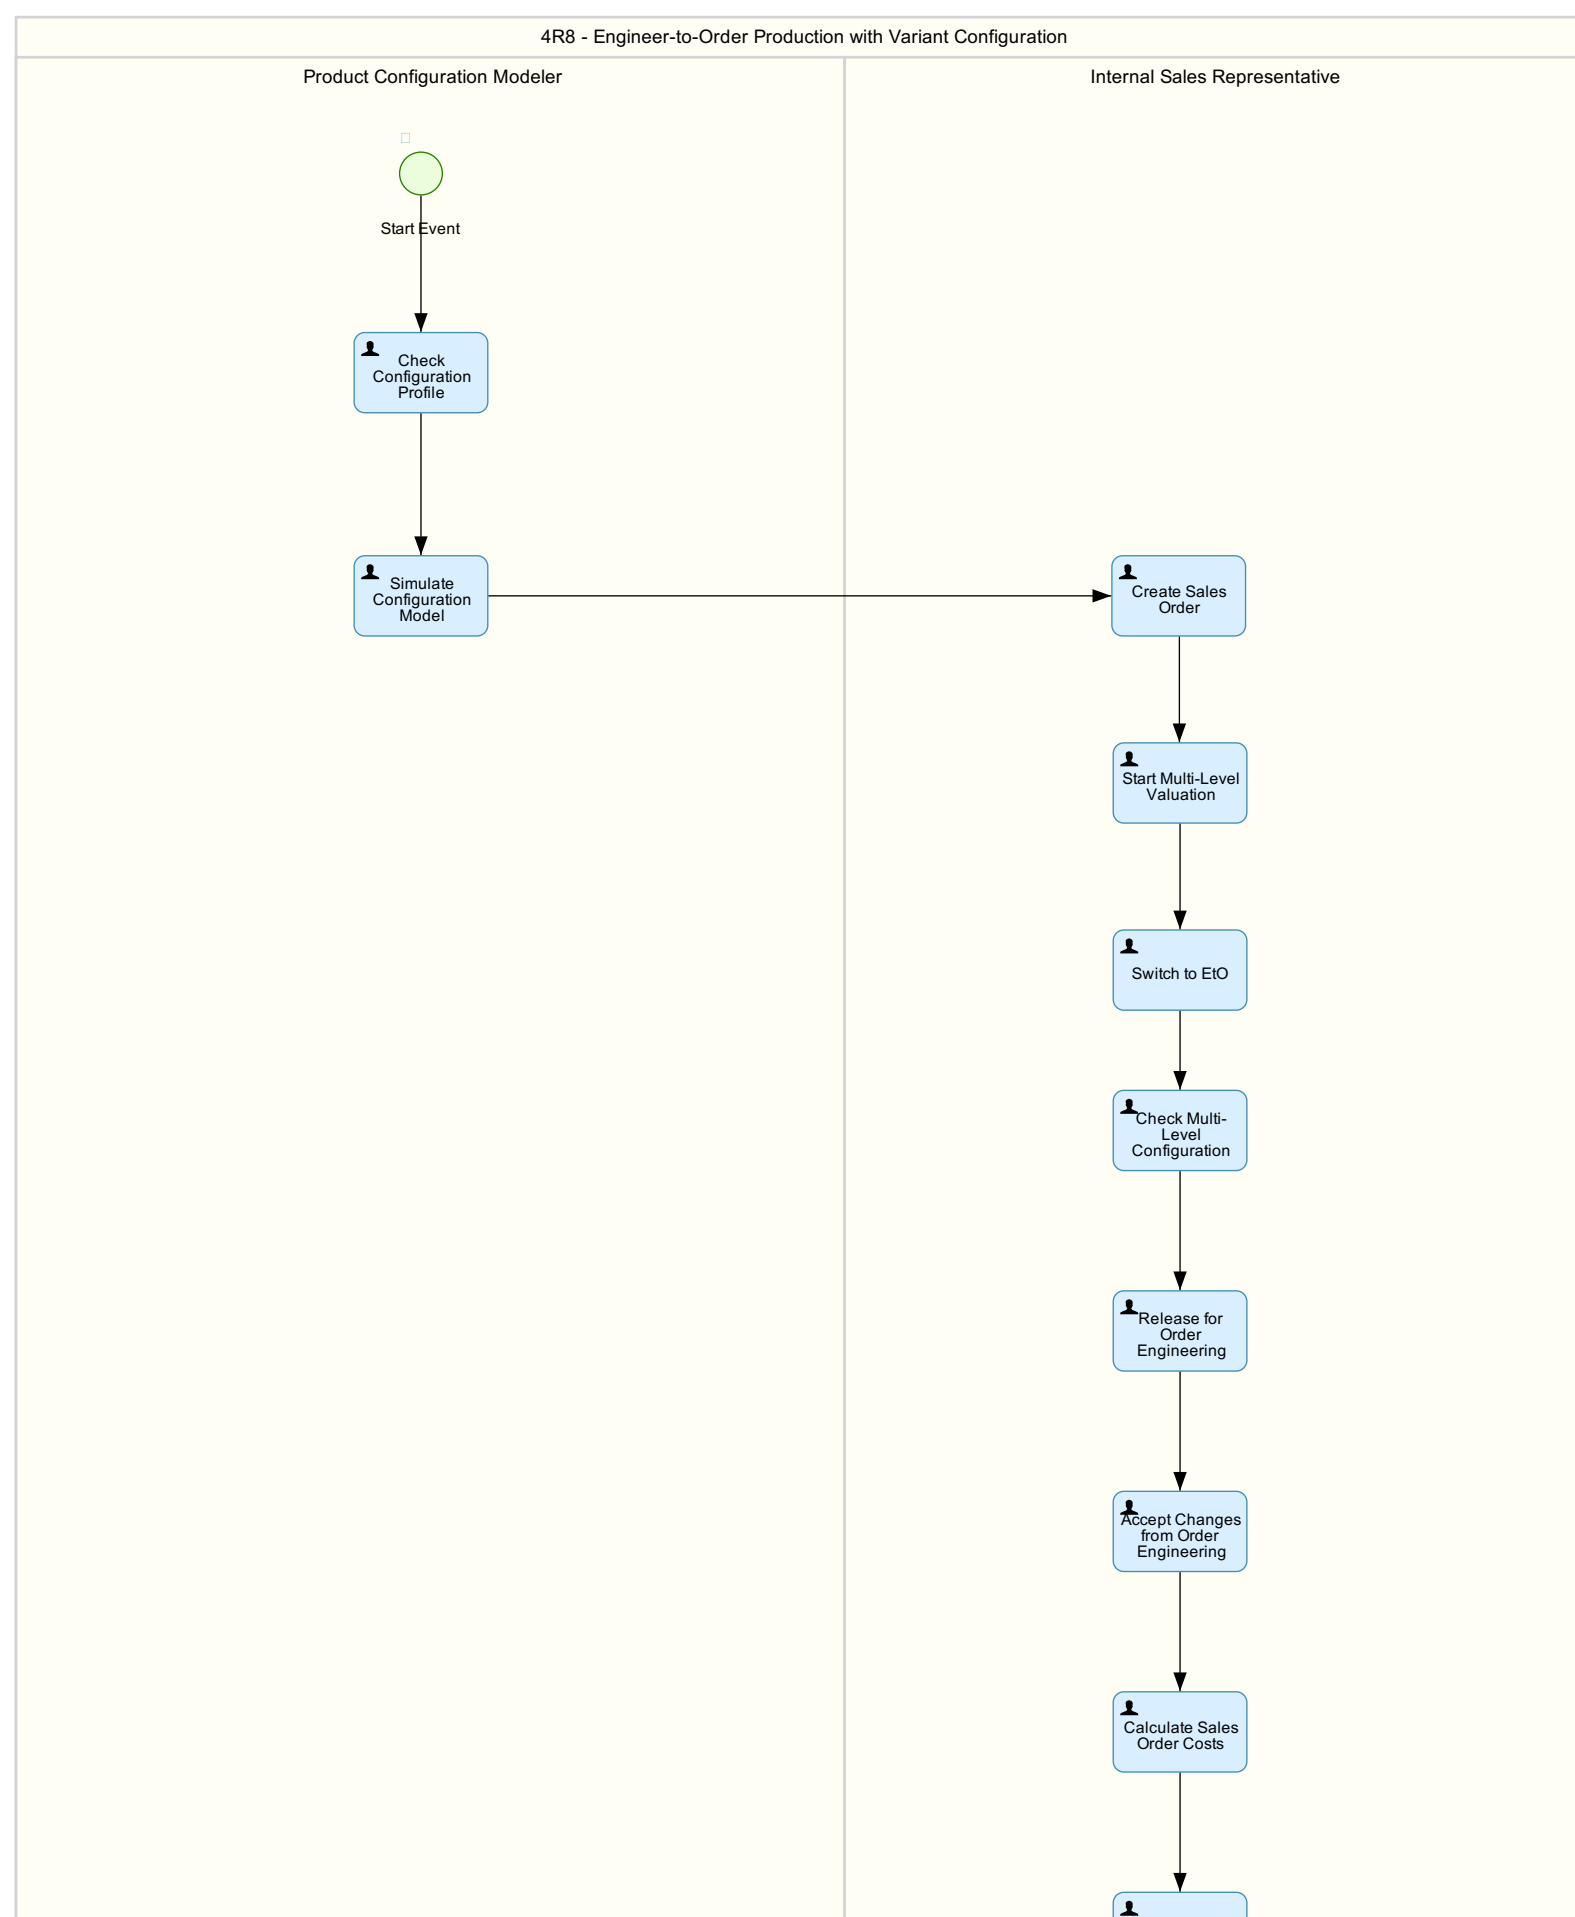 4R8 - Engineer-to-Order Production with Variant Configuration
Product Configuration Modeler
Internal Sales Representative
Start Event
Check
Configuration
Profile
Simulate
Configuration
Model
Create Sales
Order
Start Multi-Level
Valuation
Switch to EtO
Check Multi-
Level
Configuration
Release for
Order
Engineering
Accept Changes
from Order
Engineering
Calculate Sales
Order Costs